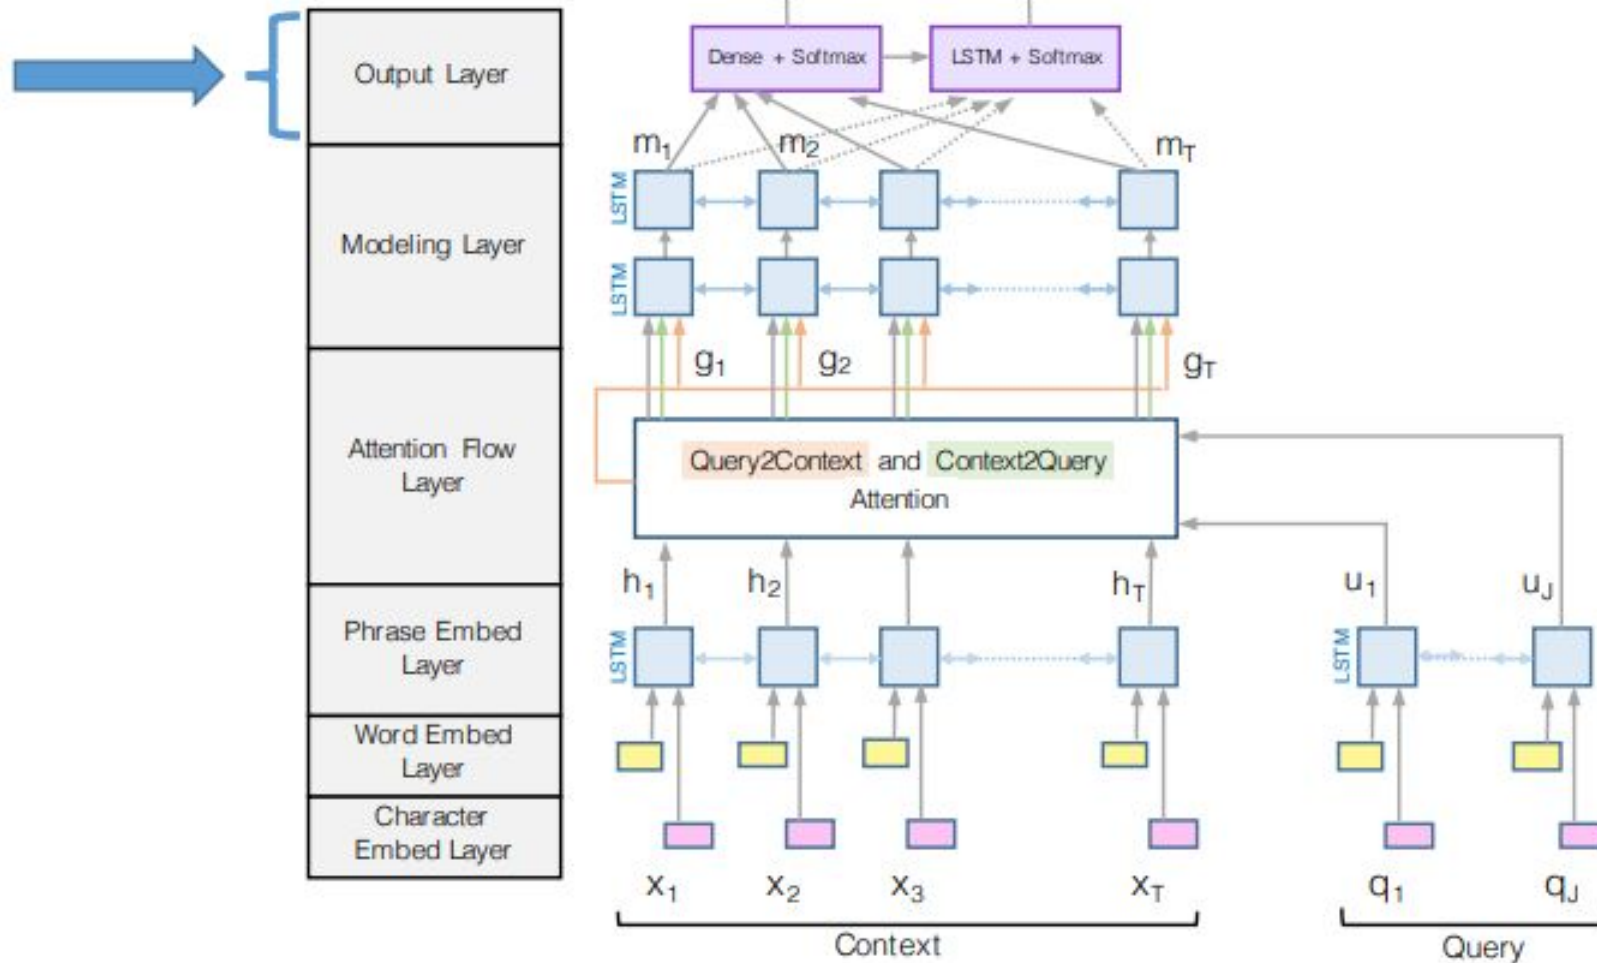 Output Layer
Dense + Softmax
LSTM + Softmax
m1
m2
mT
LSTM
Modeling Layer
LSTM
g1
g2
gT
Attention Flow
Layer
Query2Context and Context2Query
Attention
h1
h2
hT
u1
uJ
Phrase Embed
Layer
LSTM
LSTM
Word Embed
Layer
Character
Embed Layer
x1
x2
x3
xT
q1
qJ
Context
Query